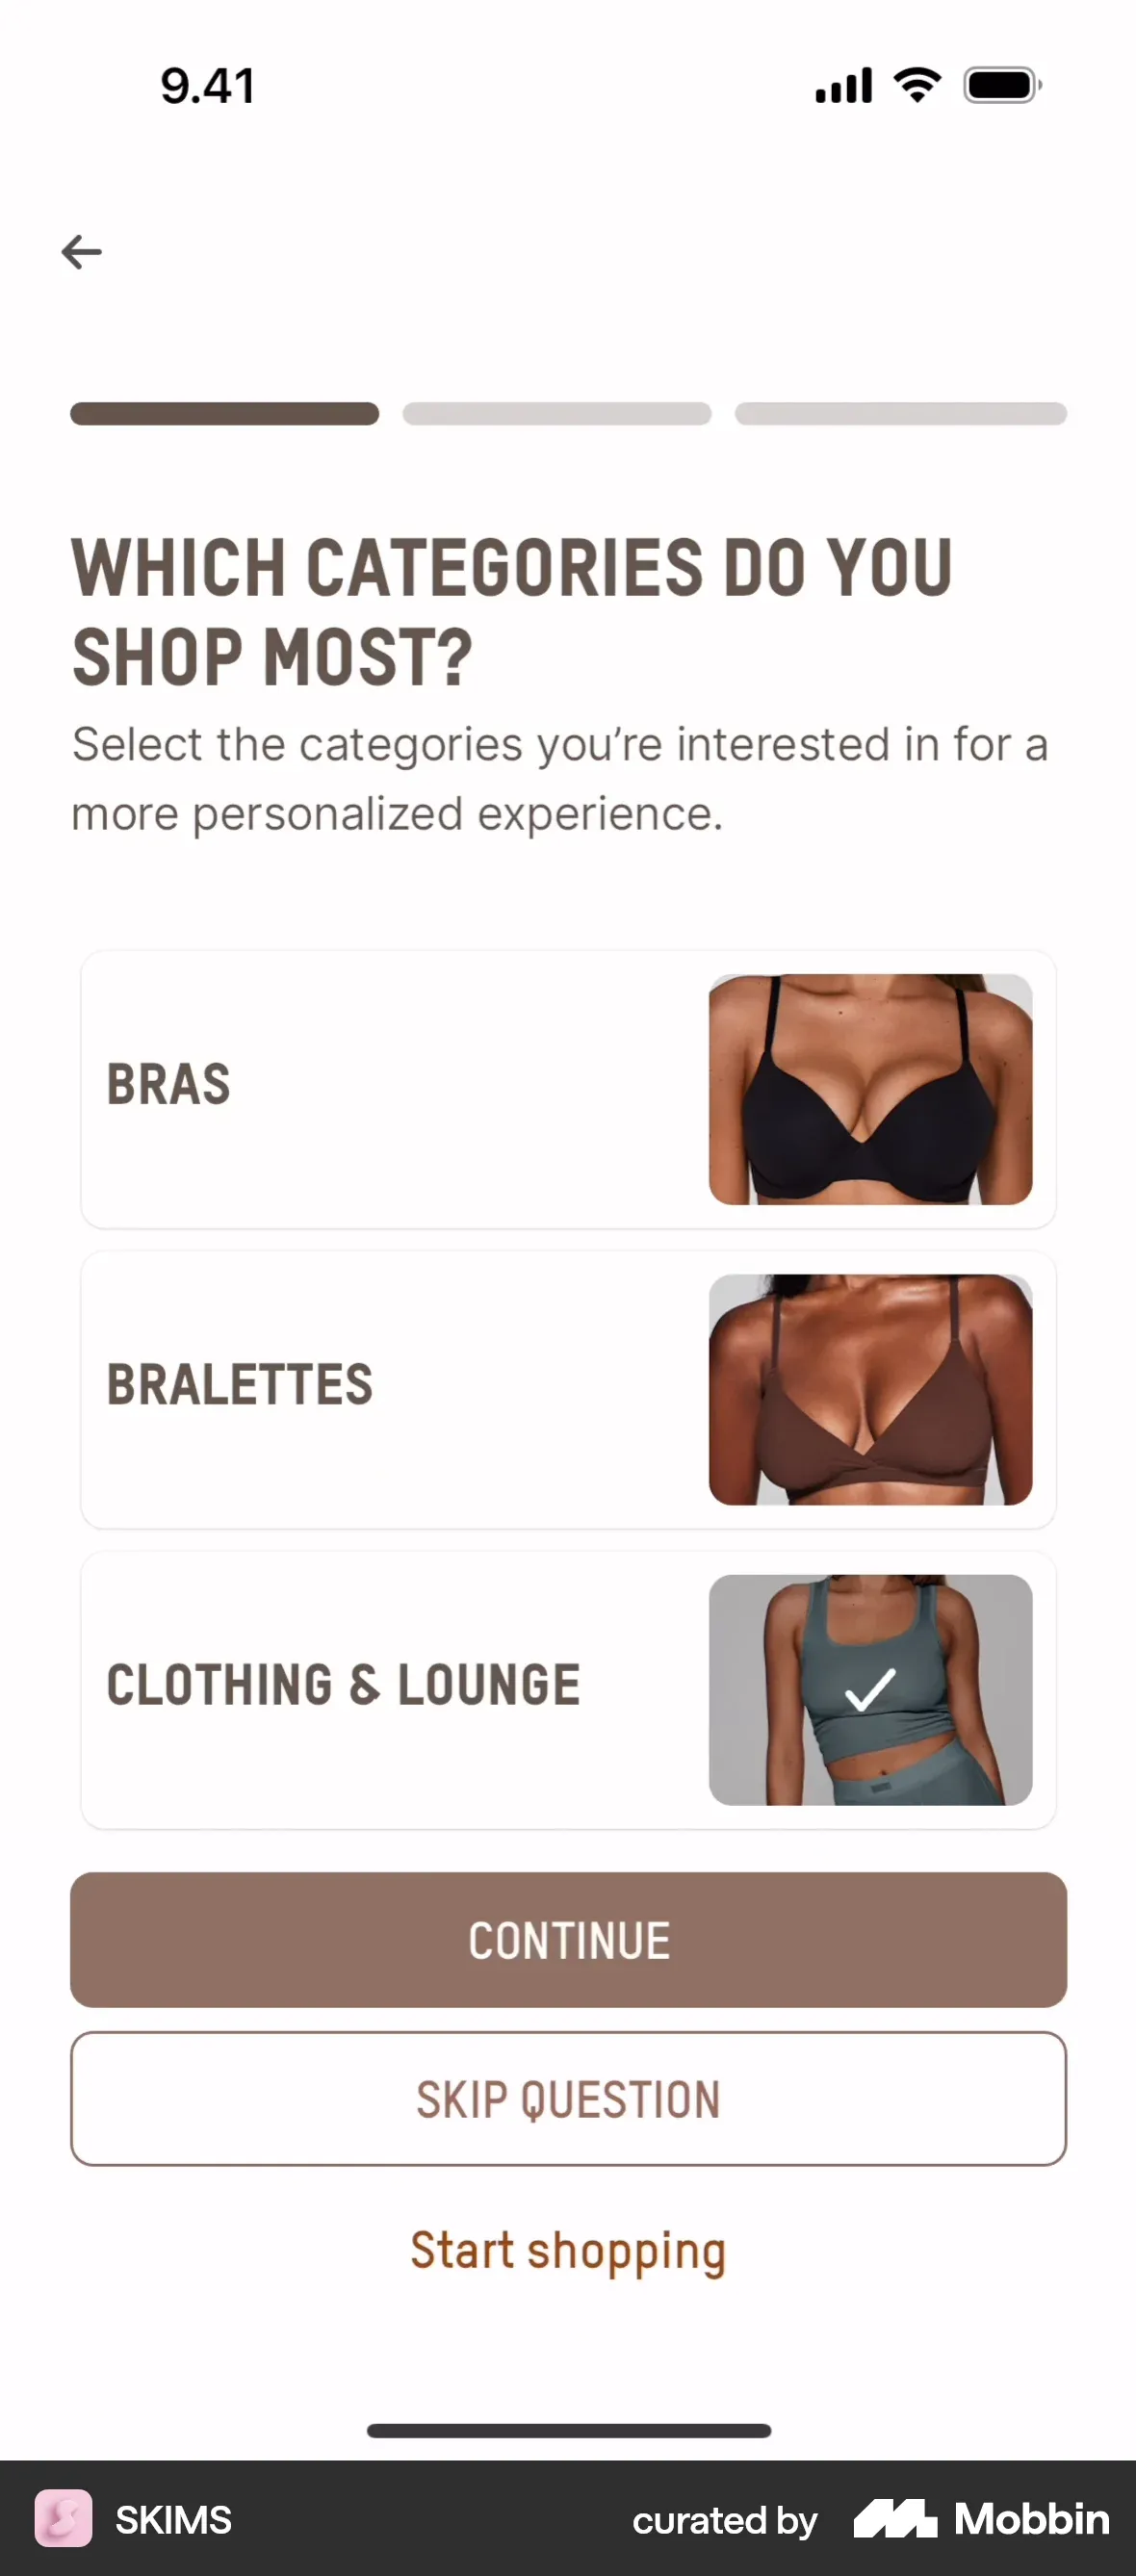 9.41
WHICH CATEGORIES DO YOU
SHOP MOST?
Select the categories you’re interested in for a
more personalized experience.
BRAS
BRALETTES
CLOTHING & LOUNGE
CONTINUE
SKIP QUESTION
Start shopping
SKIMS
curated by Mobbin